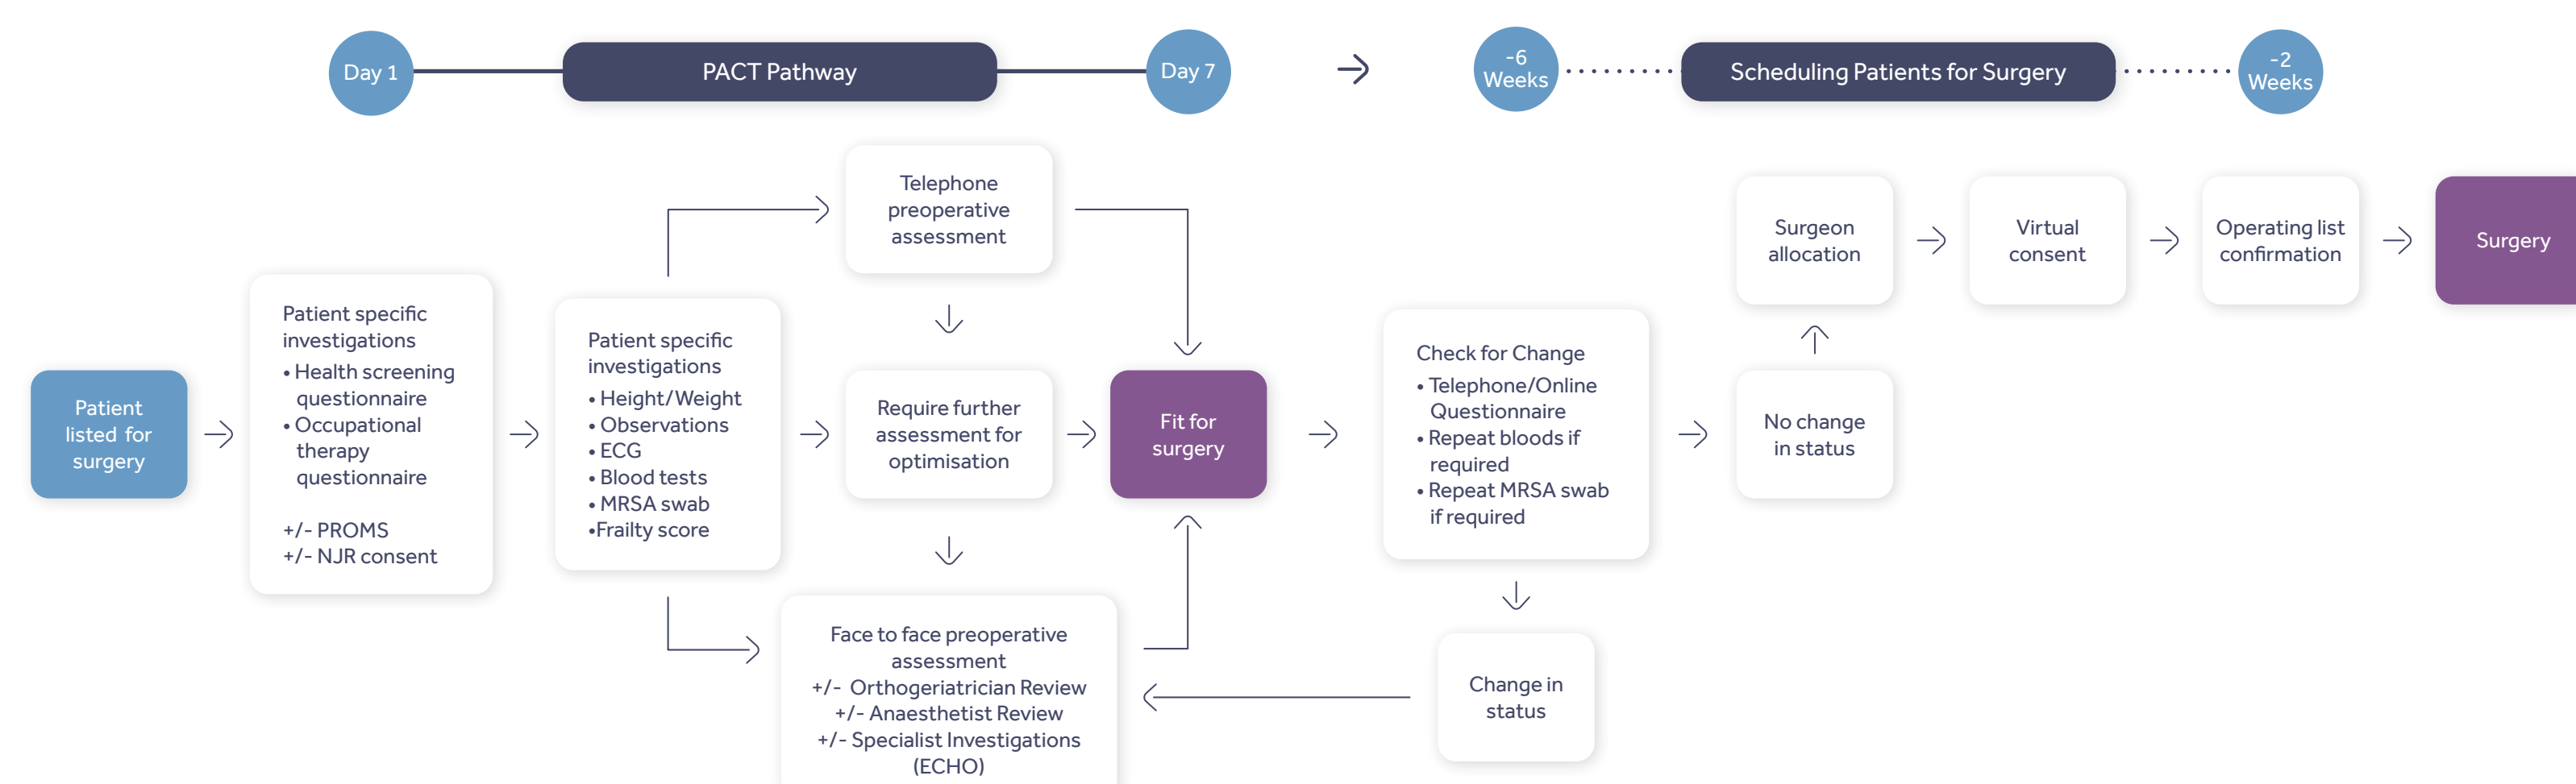 Day 1
PACT Pathway
Day 7
-6
Weeks
Scheduling Patients for Surgery
-2
Weeks
Patient
listed for
surgery
Patient specific
investigations
• Health screening
questionnaire
• Occupational
therapy
questionnaire
+/- PROMS
+/- NJR consent
Patient specific
investigations
• Height/Weight
• Observations
• ECG
• Blood tests
• MRSA swab
•Frailty score
Telephone
preoperative
assessment
Require further
assessment for
optimisation
Face to face preoperative
assessment
+/- Orthogeriatrician Review
+/- Anaesthetist Review
+/- Specialist Investigations
(ECHO)
Fit for
surgery
Check for Change
• Telephone/Online
Questionnaire
• Repeat bloods if
required
• Repeat MRSA swab
if required
Change in
status
No change
in status
Surgeon
allocation
Virtual
consent
Operating list
confirmation
Surgery